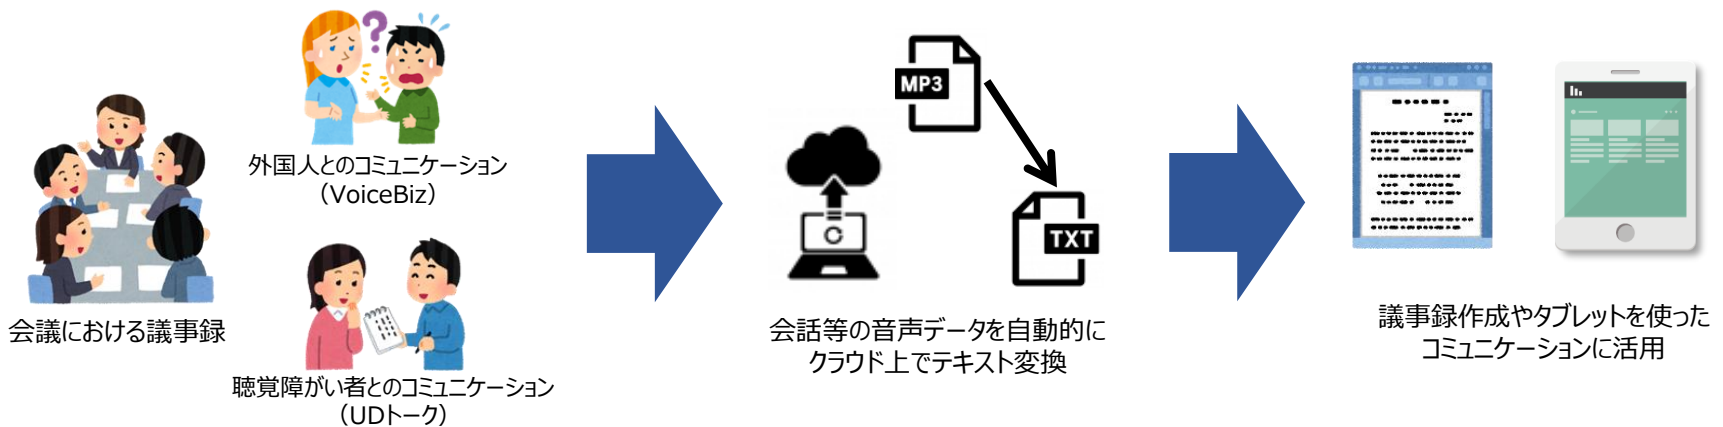 外国人とのコミュニケーション
（VoiceBiz）
会議における議事録
聴覚障がい者とのコミュニケーション
（UDトーク）
?
MP3
TXT
会話等の音声データを自動的に
クラウド上でテキスト変換
議事録作成やタブレットを使った
コミュニケーションに活用